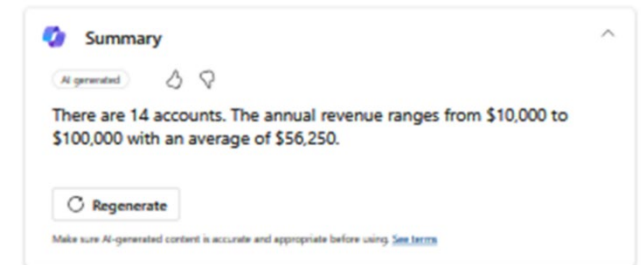 Summary
AI generated
There are 14 accounts. The annual revenue ranges from $10,000 to
$100,000 with an average of $56,250.
Regenerate
Make sure AI-generated content is accurate and appropriate before using. See terms